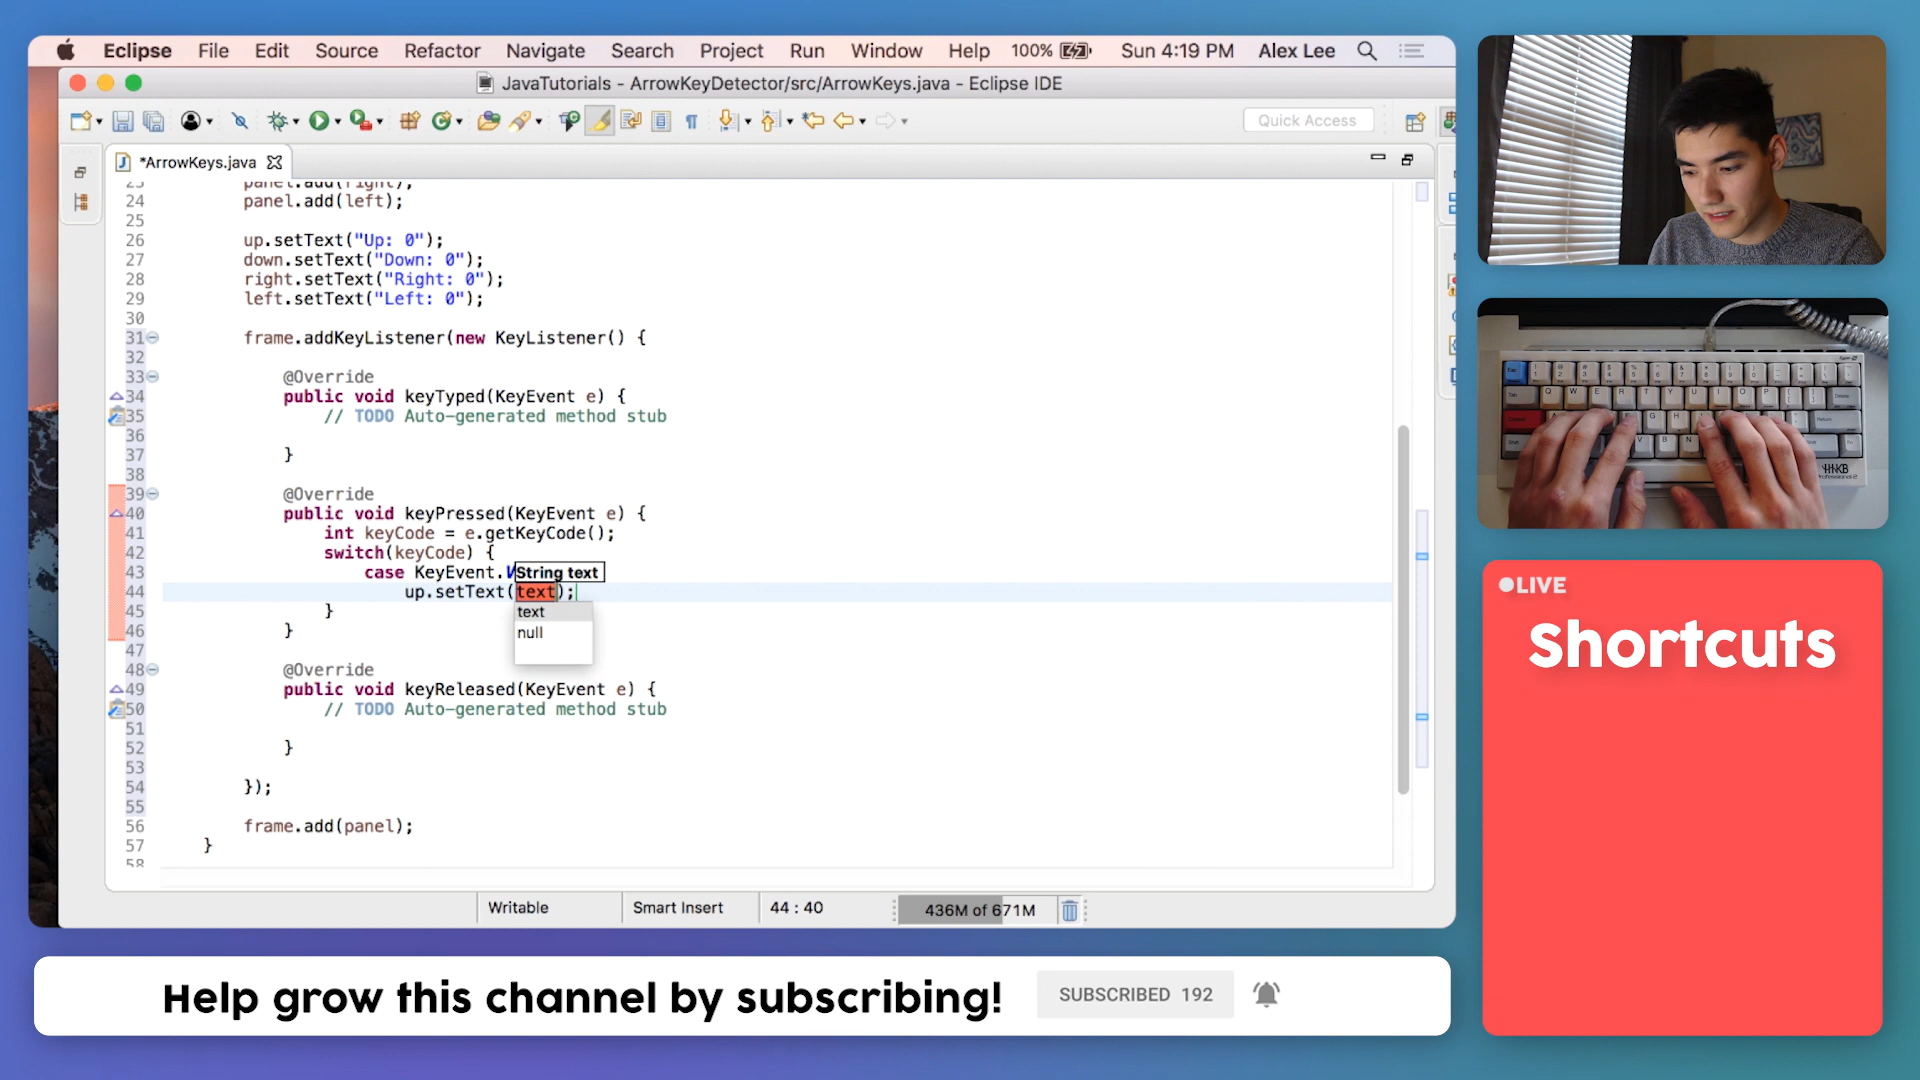 Eclipse File Edit Source Refactor Navigate Search Project Run Window Help 100% Sun 4:19 PM Alex Lee
JavaTutorials - ArrowKeyDetector/src/ArrowKeys.java - Eclipse IDE
Quick Access
*ArrowKeys.java
23 panel.add(right);
24 panel.add(left);
25
26 up.setText("Up: 0");
27 down.setText("Down: 0");
28 right.setText("Right: 0");
29 left.setText("Left: 0");
30
31 frame.addKeyListener(new KeyListener() {
32
33 @Override
34 public void keyTyped(KeyEvent e) {
35 // TODO Auto-generated method stub
36
37 }
38
39 @Override
40 public void keyPressed(KeyEvent e) {
41 int keyCode = e.getKeyCode();
42 switch(keyCode) {
43 case KeyEvent.V
String text
44 up.setText(text);
text
null
45 }
46 }
47
48 @Override
49 public void keyReleased(KeyEvent e) {
50 // TODO Auto-generated method stub
51
52 }
53
54 });
55
56 frame.add(panel);
57 }
58
Writable Smart Insert 44 : 40 436M of 671M
Help grow this channel by subscribing! SUBSCRIBED 192
LIVE
Shortcuts
HHKB